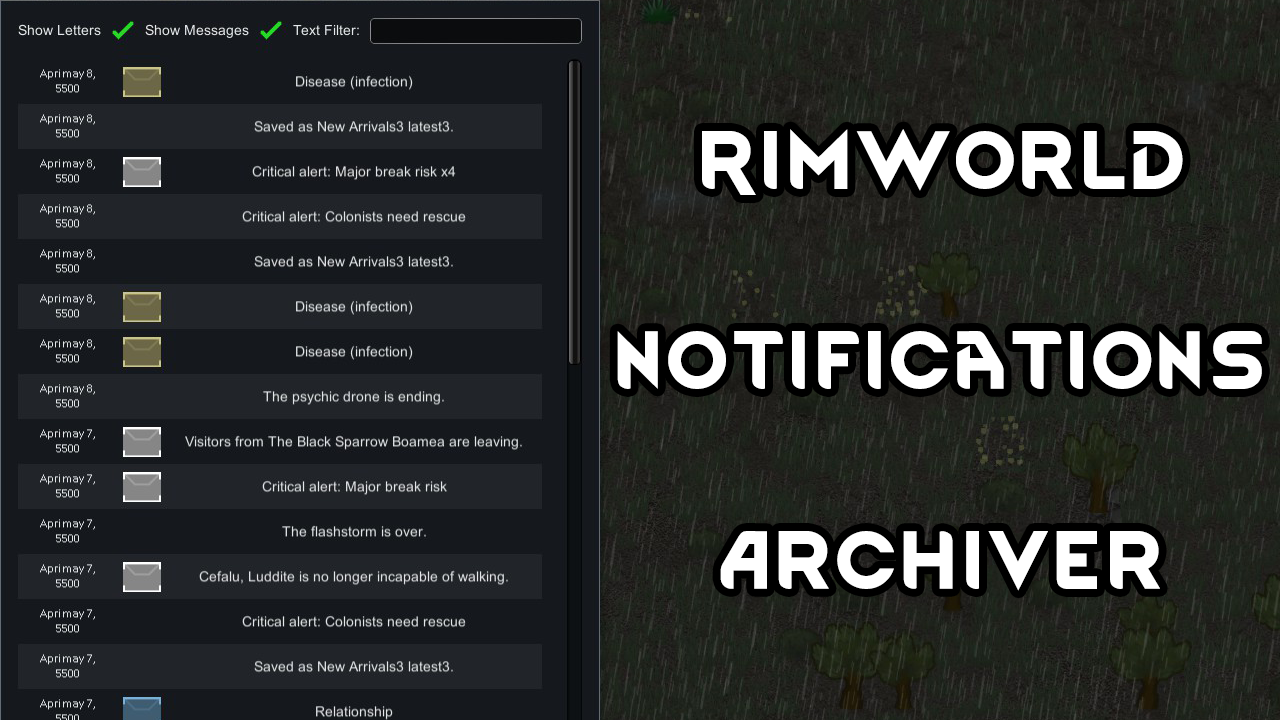 Show Letters
Show Messages
Text Filter:
Aprimay 8,
5500
Disease (infection)
Aprimay 8,
5500
Saved as New Arrivals3 latest3.
Aprimay 8,
5500
Critical alert: Major break risk x4
Aprimay 8,
5500
Critical alert: Colonists need rescue
Aprimay 8,
5500
Saved as New Arrivals3 latest3.
Aprimay 8,
5500
Disease (infection)
Aprimay 8,
5500
Disease (infection)
Aprimay 8,
5500
The psychic drone is ending.
Aprimay 7,
5500
Visitors from The Black Sparrow Boamea are leaving.
Aprimay 7,
5500
Critical alert: Major break risk
Aprimay 7,
5500
The flashstorm is over.
Aprimay 7,
5500
Cefalu, Luddite is no longer incapable of walking.
Aprimay 7,
5500
Critical alert: Colonists need rescue
Aprimay 7,
5500
Saved as New Arrivals3 latest3.
Aprimay 7,
5500
Relationship
RIMWORLD
NOTIFICATIONS
ARCHIVER